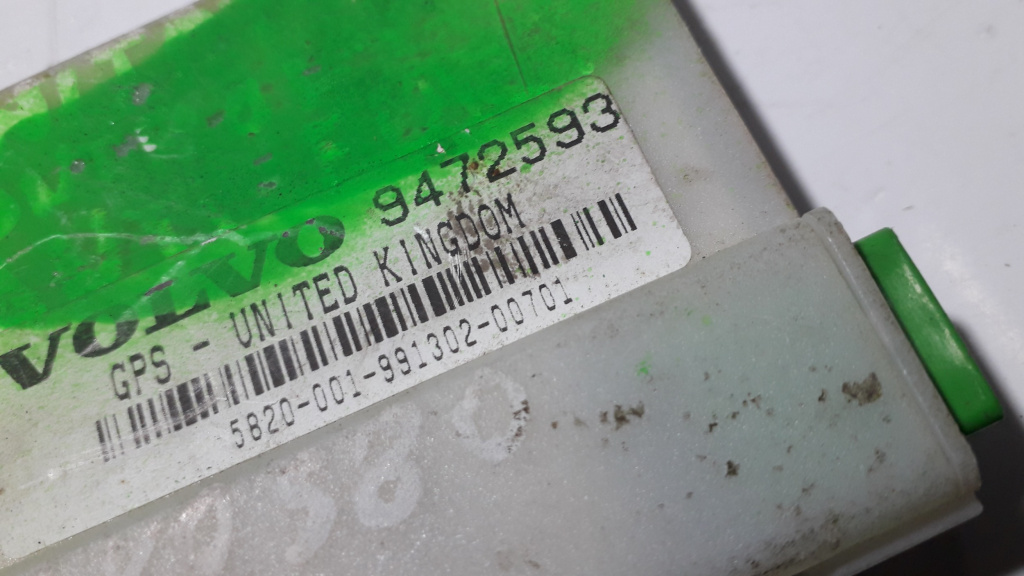 VOLVO 9472593
GPS - UNITED KINGDOM
5820-001-991302-00701